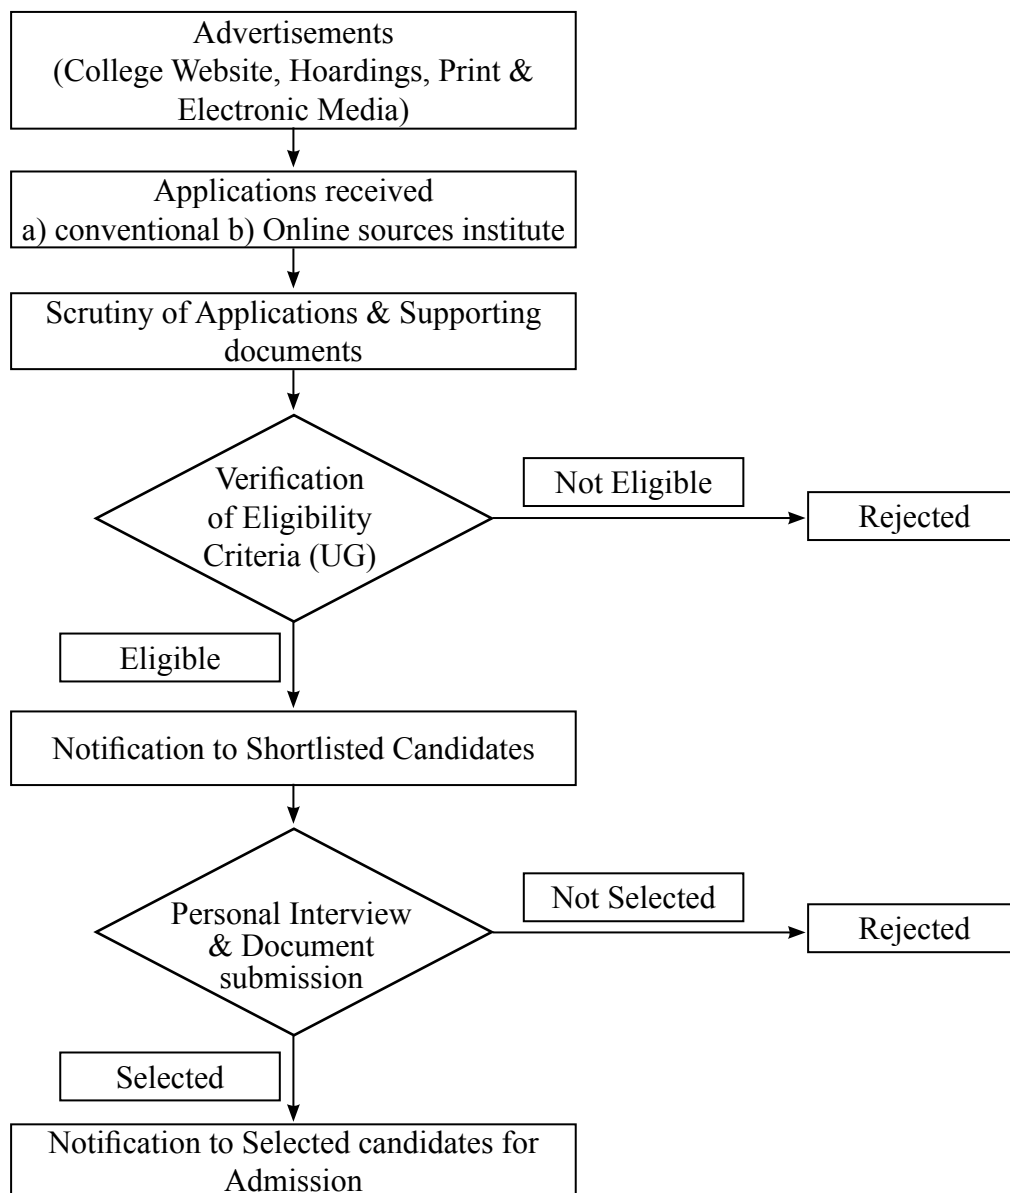 Advertisements
(College Website, Hoardings, Print &
Electronic Media)
Applications received
a) conventional b) Online sources institute
Scrutiny of Applications & Supporting
documents
Verification
of Eligibility
Criteria (UG)
Not Eligible
Rejected
Eligible
Notification to Shortlisted Candidates
Personal Interview
& Document
submission
Not Selected
Rejected
Selected
Notification to Selected candidates for
Admission